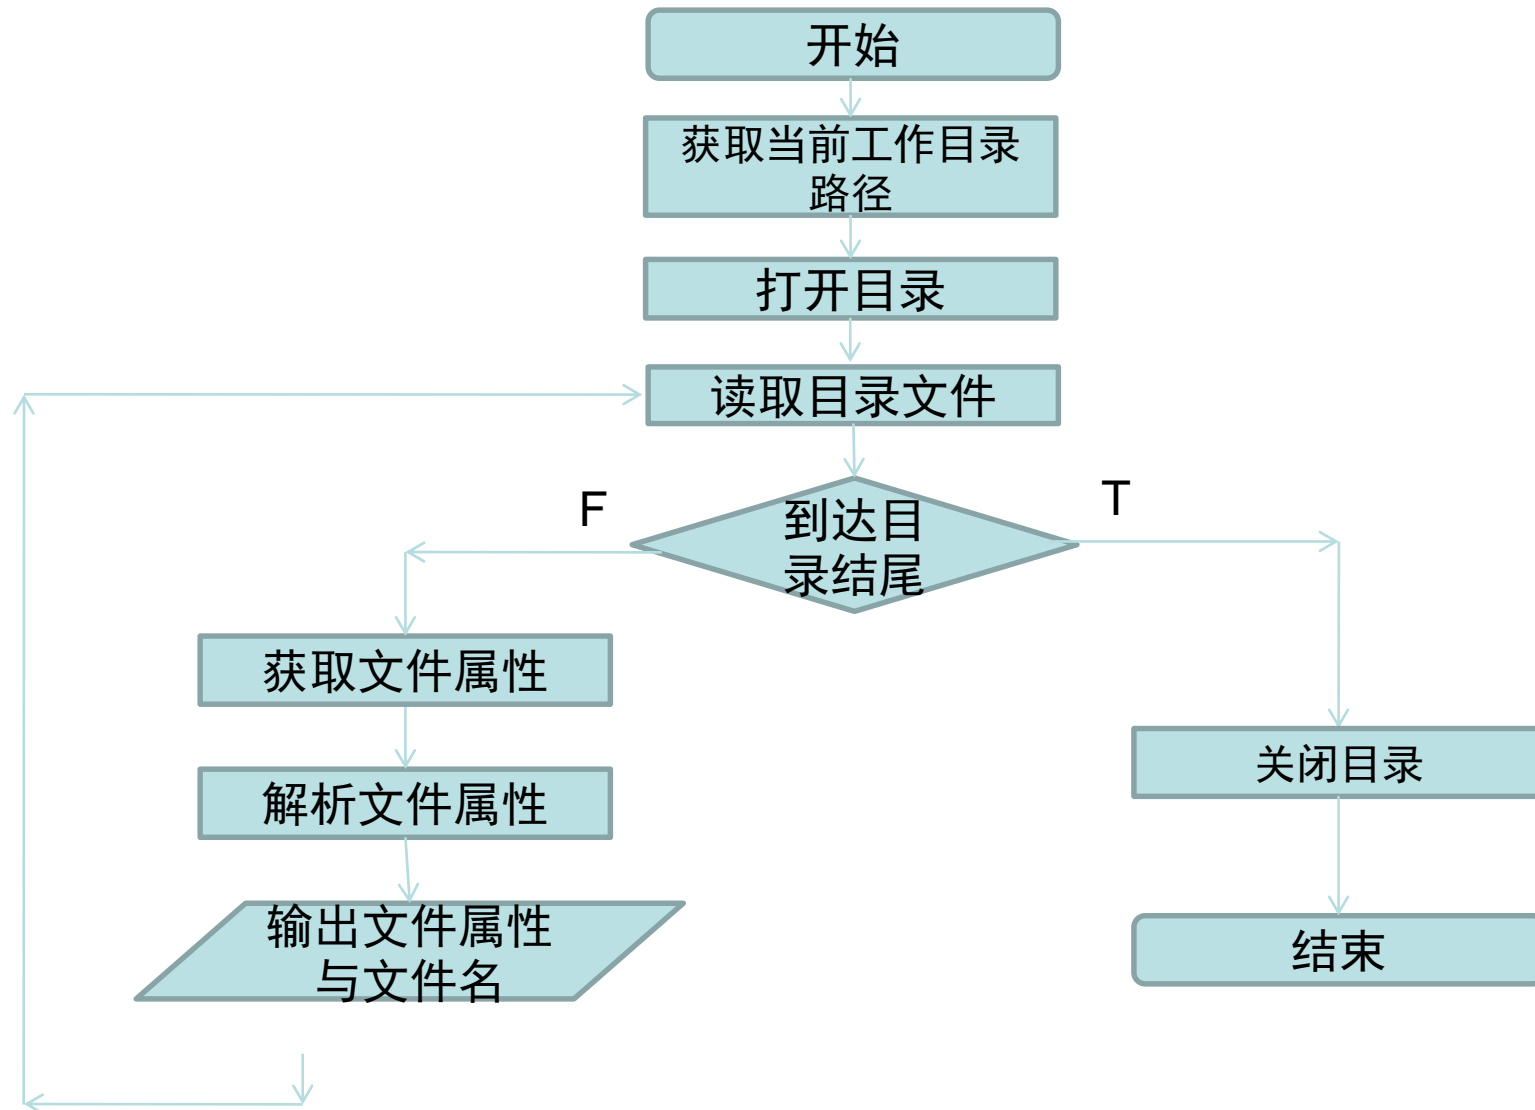 开始
获取当前工作目录
路径
打开目录
读取目录文件
F
T
到达目
录结尾
获取文件属性
关闭目录
解析文件属性
输出文件属性
与文件名
结束